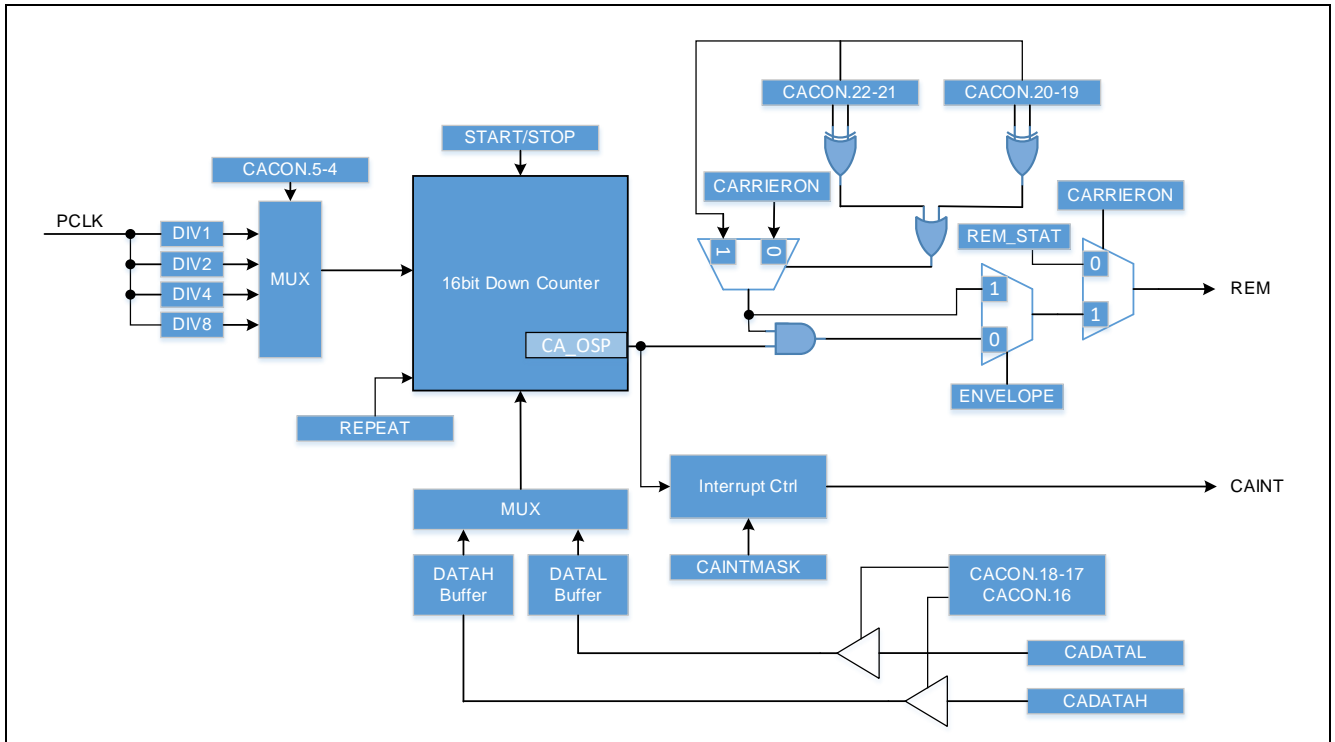 CACON.22-21
CACON.20-19
START/STOP
CACON.5-4
CARRIERON
CARRIERON
PCLK
DIV1
DIV2
DIV4
DIV8
MUX
16bit Down Counter
CA_OSP
1
0
REM_STAT
0
1
REM
1
0
ENVELOPE
REPEAT
MUX
Interrupt Ctrl
CAINT
DATAH
Buffer
DATAL
Buffer
CAINTMASK
CACON.18-17
CACON.16
CADATAL
CADATAH